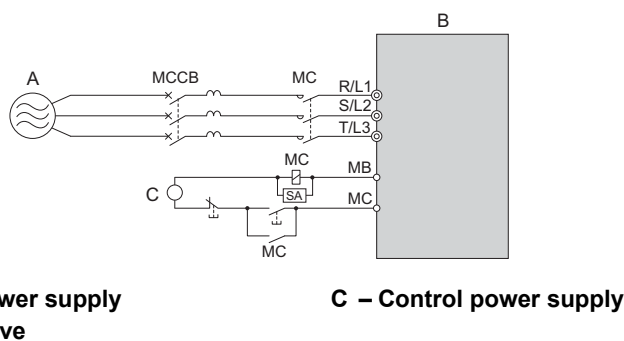 B
A
MCCB
MC
R/L1
S/L2
T/L3
MC
MB
C
SA
MC
MC
wer supply
C – Control power supply
ve